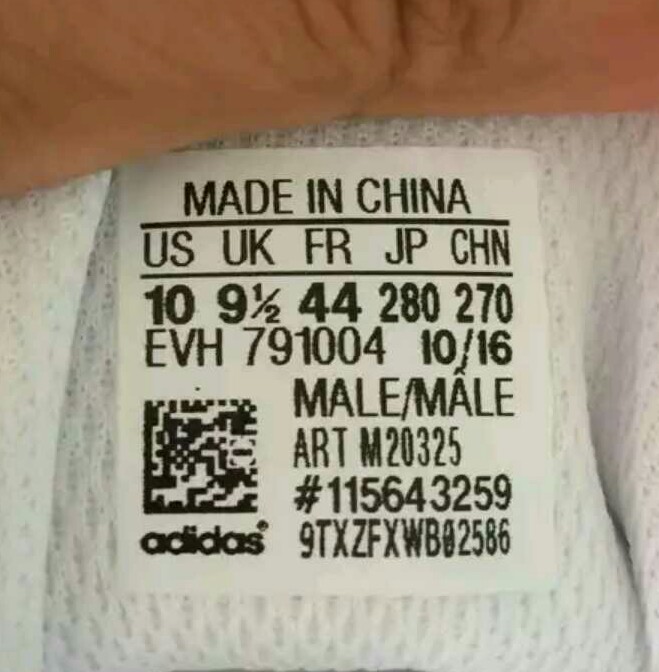 MADE IN CHINA
US UK FR JP CHN
10 9½ 44 280 270
EVH 791004 10/16
MALE/MÂLE
ART M20325
#115643259
adidas® 9TXZFXWB02586